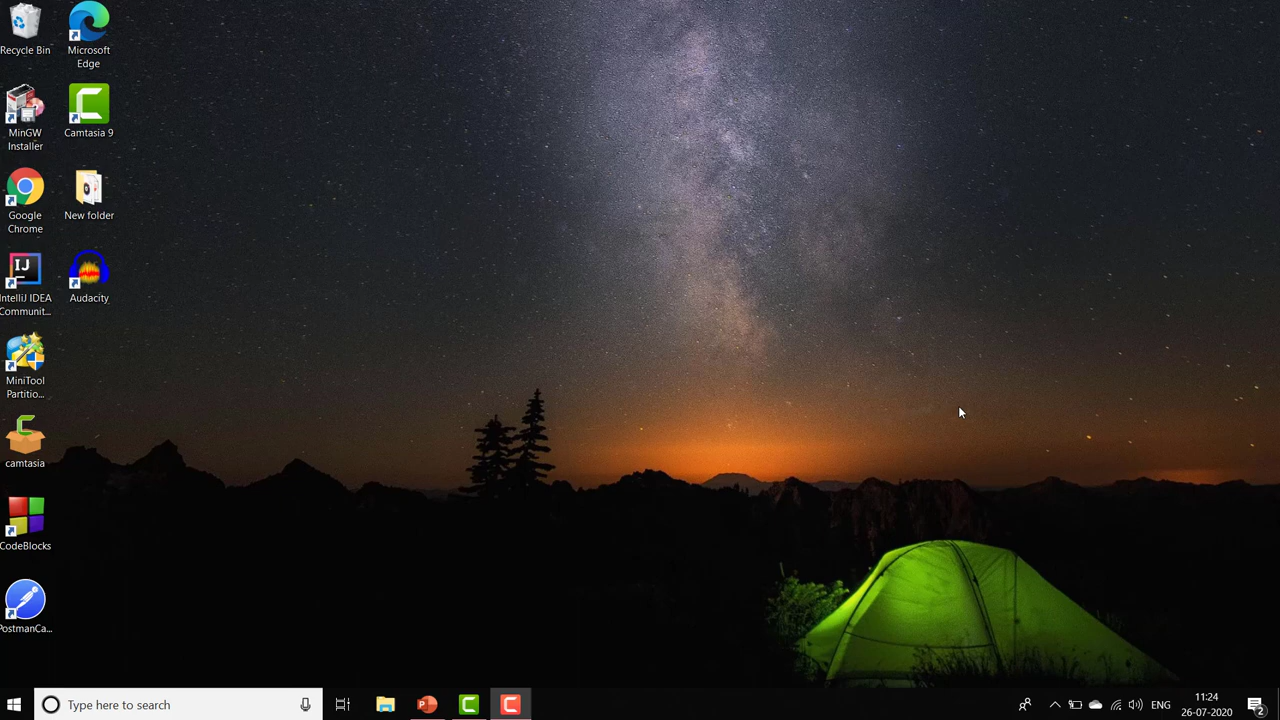 Recycle Bin
Microsoft
Edge
MinGW
Installer
Camtasia 9
Google
Chrome
New folder
IJ
IntelliJ IDEA
Communit...
Audacity
MiniTool
Partitio...
camtasia
CodeBlocks
PostmanCa...
Type here to search
ENG
11:24
26-07-2020
2